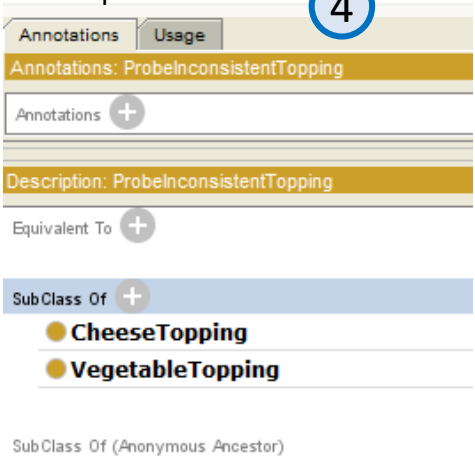 4
Annotations Usage
Annotations: ProbeInconsistentTopping
Annotations
Description: ProbeInconsistentTopping
Equivalent To
SubClass Of
CheeseTopping
VegetableTopping
SubClass Of (Anonymous Ancestor)